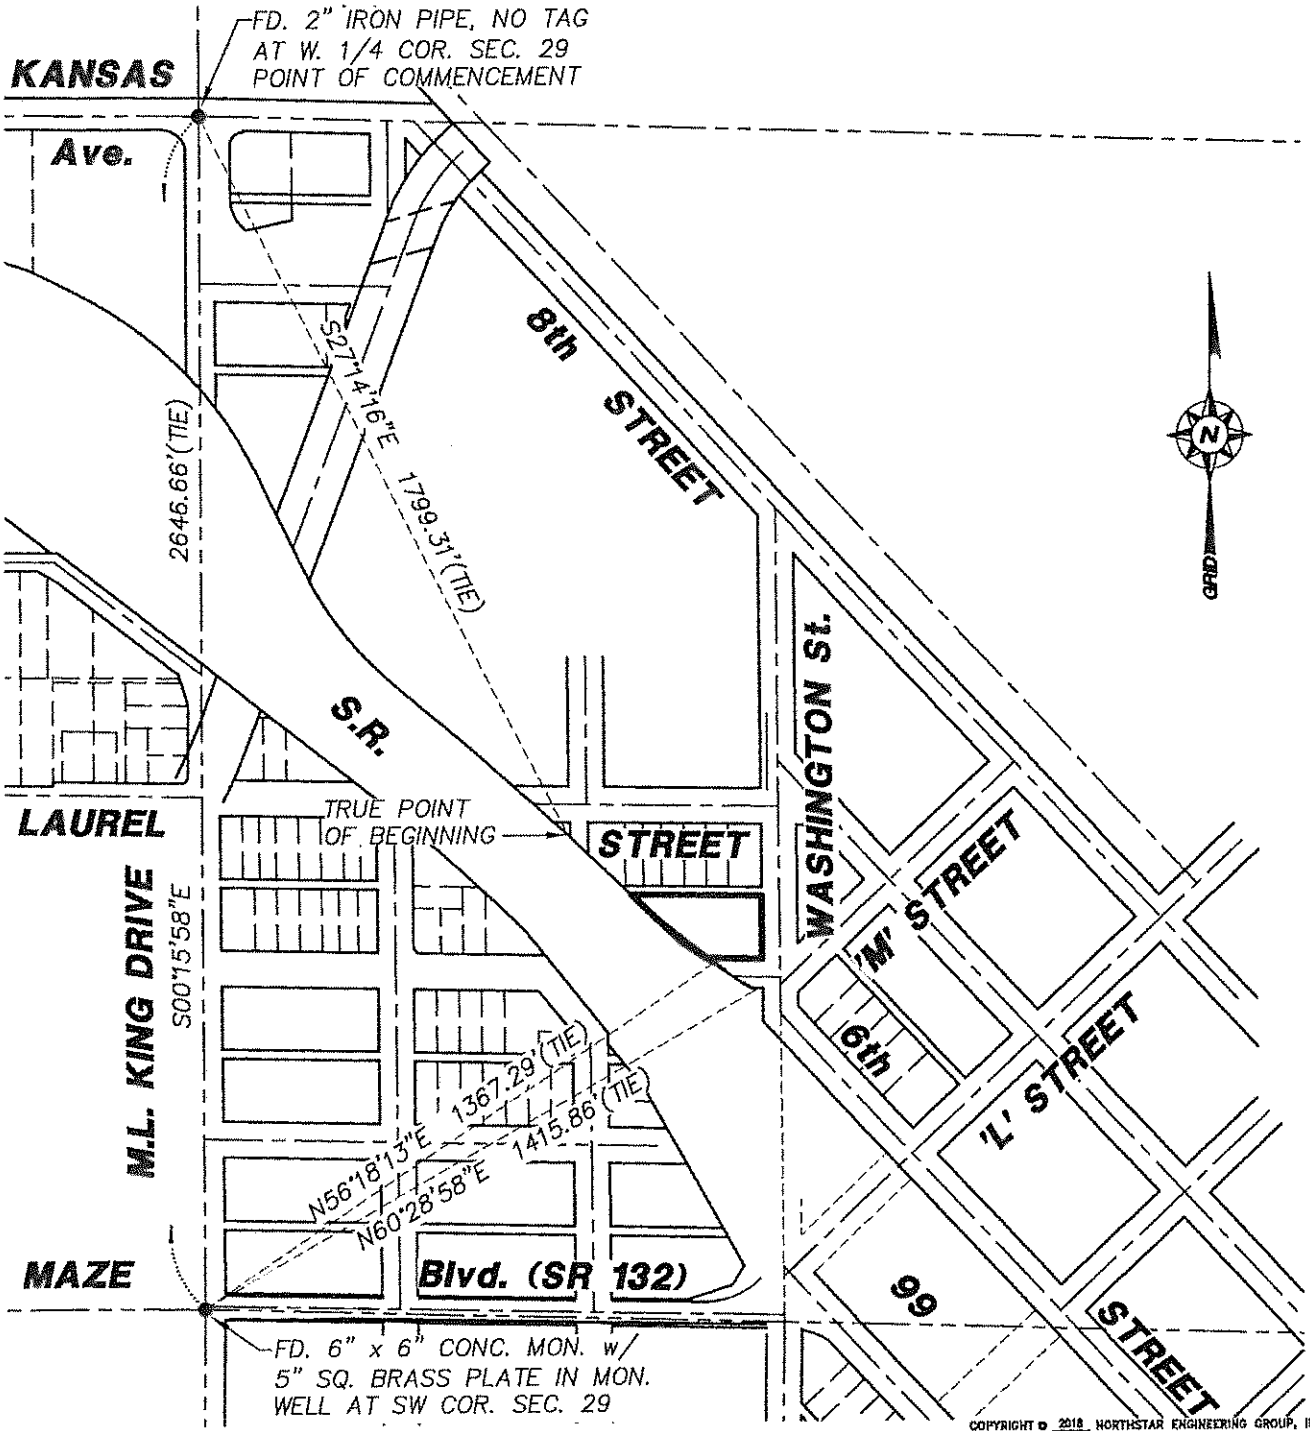 FD. 2" IRON PIPE, NO TAG
AT W. 1/4 COR. SEC. 29
POINT OF COMMENCEMENT
KANSAS
Ave.
8th
STREET
S27°14'16"E 1799.31'(TIE)
2646.66'(TIE)
N
GRID
S.R.
WASHINGTON St.
TRUE POINT
OF BEGINNING
LAUREL
STREET
'M' STREET
M.L. KING DRIVE
S00°15'58"E
6th
'L' STREET
N56°18'13"E 1367.29'(TIE)
N60°28'58"E 1415.86'(TIE)
MAZE
Blvd. (SR 132)
99
STREET
FD. 6" x 6" CONC. MON. w/
5" SQ. BRASS PLATE IN MON.
WELL AT SW COR. SEC. 29
COPYRIGHT © 2018 NORTHSTAR ENGINEERING GROUP, I